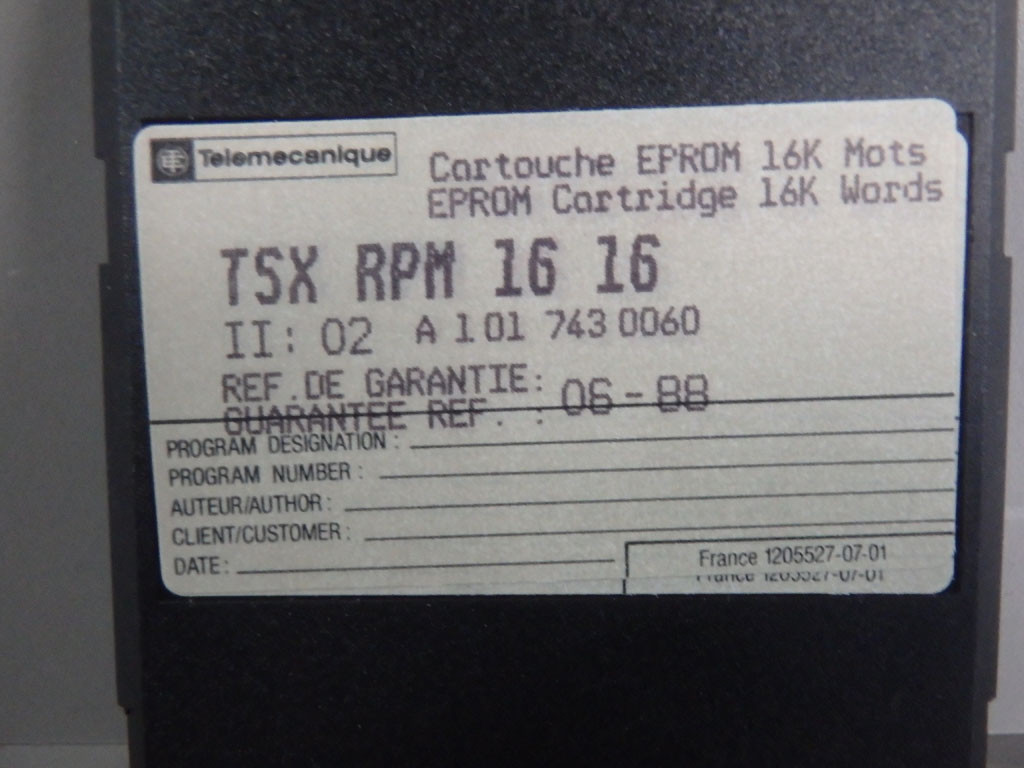 Telemecanique
Cartouche EPROM 16K Mots
EPROM Cartridge 16K Words
TSX RPM 16 16
II: 02 A 1 01 743 0060
REF.DE GARANTIE: 06-88
GUARANTEE REF. :
PROGRAM DESIGNATION :
PROGRAM NUMBER :
AUTEUR/AUTHOR :
CLIENT/CUSTOMER :
DATE :
France 1205527-07-01
France 1205527-07-01